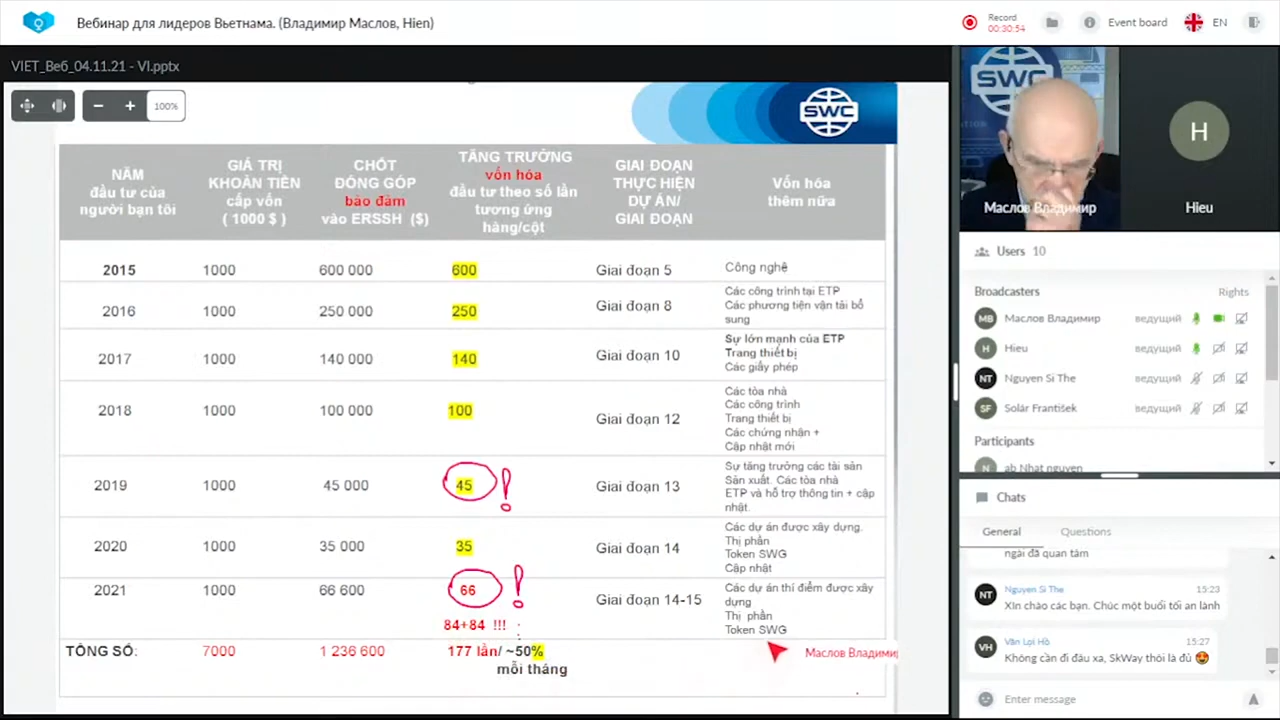 Вебинар для лидеров Вьетнама. (Владимир Маслов, Hien)
Record
00:30:54
Event board
EN
VIET_Веб_04.11.21 - VI.pptx
100%
SWC
NĂM
đầu tư của
người bạn tôi
GIÁ TRỊ
KHOẢN TIỀN
cấp vốn
( 1000 $ )
CHỐT
ĐÓNG GÓP
bảo đảm
vào ERSSH ($)
TĂNG TRƯỞNG
vốn hóa
đầu tư theo số lần
tương ứng
hàng/cột
GIAI ĐOẠN
THỰC HIỆN
DỰ ÁN/
GIAI ĐOẠN
Vốn hóa
thêm nữa
2015 1000 600 000 600 Giai đoạn 5
Công nghệ
2016 1000 250 000 250 Giai đoạn 8
Các công trình tại ETP
Các phương tiện vận tải bổ
sung
2017 1000 140 000 140 Giai đoạn 10
Sự lớn mạnh của ETP
Trang thiết bị
Các giấy phép
2018 1000 100 000 100 Giai đoạn 12
Các tòa nhà
Các công trình
Trang thiết bị
Các chứng nhận +
Cập nhật mới
2019 1000 45 000 45 ! Giai đoạn 13
Sự tăng trưởng các tài sản
Sản xuất. Các tòa nhà
ETP và hỗ trợ thông tin + cập
nhật.
2020 1000 35 000 35 Giai đoạn 14
Các dự án được xây dựng.
Thị phần
Token SWG
Cập nhật
2021 1000 66 600 66 ! Giai đoạn 14-15
84+84 !!!
Các dự án thí điểm được xây
dựng
Thị phần
Token SWG
TỔNG SỐ: 7000 1 236 600 177 lần/ ~50%
mỗi tháng
Маслов Владимир
SWC
Маслов Владимир
H
Hieu
Users 10
Broadcasters Rights
МВ Маслов Владимир ведущий
H Hieu ведущий
NT Nguyen Si The ведущий
SF Solár František ведущий
Participants
N ab Nhat nguyen
Chats
General Questions
ngài đã quan tâm
NT Nguyen Si The 15:23
XIn chào các bạn. Chúc một buổi tối an lành
VH Văn Lợi Hồ. 15:27
Không cần đi đâu xa, SkWay thôi là đủ 😍
Enter message